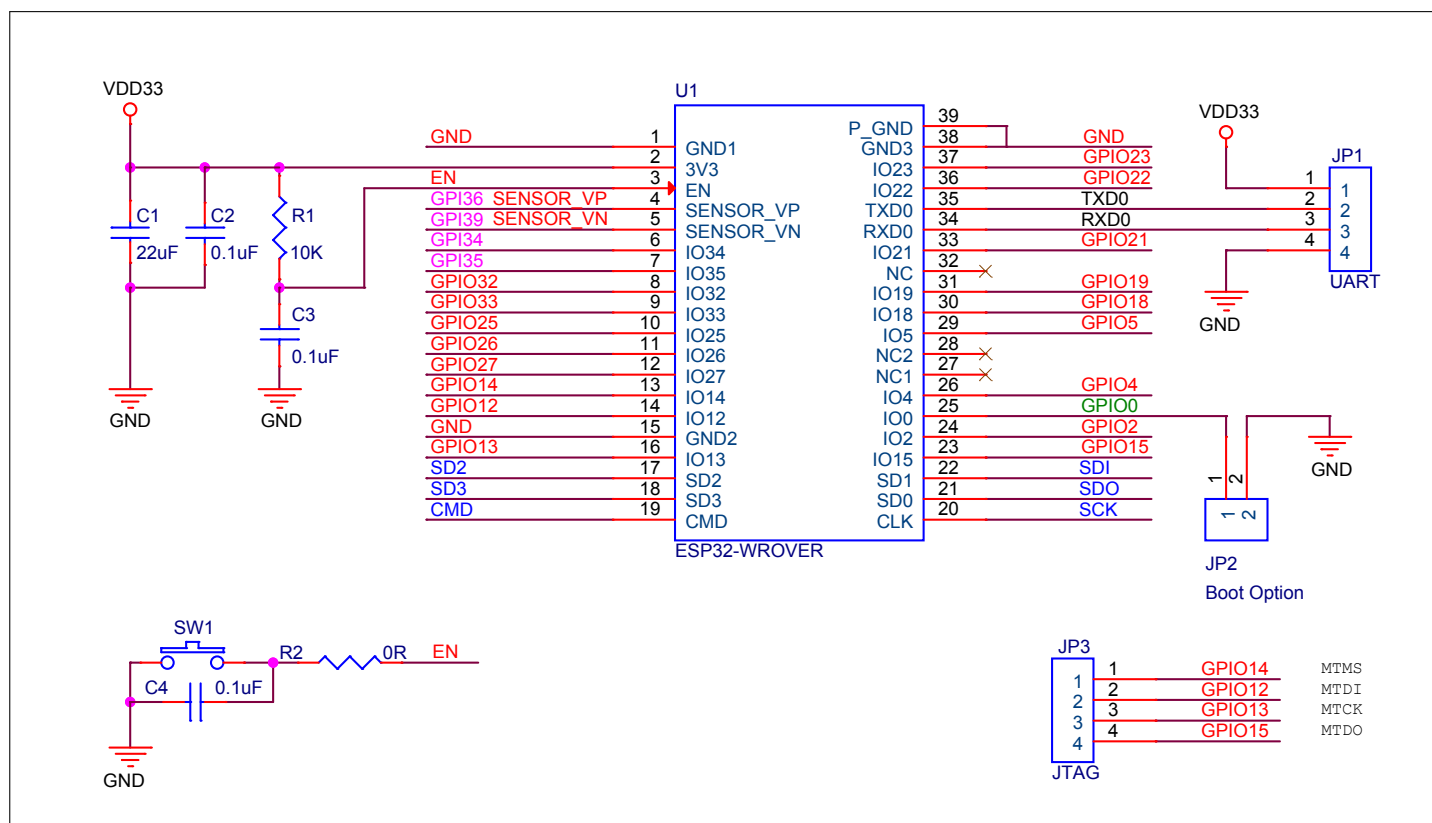 VDD33
C1
22uF
C2
0.1uF
R1
10K
C3
0.1uF
GND
GND
U1
GND 1 GND1
2 3V3
EN 3 EN
GPI36 SENSOR_VP 4 SENSOR_VP
GPI39 SENSOR_VN 5 SENSOR_VN
GPI34 6 IO34
GPI35 7 IO35
GPIO32 8 IO32
GPIO33 9 IO33
GPIO25 10 IO25
GPIO26 11 IO26
GPIO27 12 IO27
GPIO14 13 IO14
GPIO12 14 IO12
GND 15 GND2
GPIO13 16 IO13
SD2 17 SD2
SD3 18 SD3
CMD 19 CMD
P_GND 39
GND3 38 GND
IO23 37 GPIO23
IO22 36 GPIO22
TXD0 35 TXD0
RXD0 34 RXD0
IO21 33 GPIO21
NC 32
IO19 31 GPIO19
IO18 30 GPIO18
IO5 29 GPIO5
NC2 28
NC1 27
IO4 26 GPIO4
IO0 25 GPIO0
IO2 24 GPIO2
IO15 23 GPIO15
SD1 22 SDI
SD0 21 SDO
CLK 20 SCK
ESP32-WROVER
VDD33
JP1
1 1
2 2
3 3
4 4
UART
GND
GND
1 2
1 2
JP2
Boot Option
SW1
R2 0R EN
C4 0.1uF
GND
JP3
1 1 GPIO14 MTMS
2 2 GPIO12 MTDI
3 3 GPIO13 MTCK
4 4 GPIO15 MTDO
JTAG